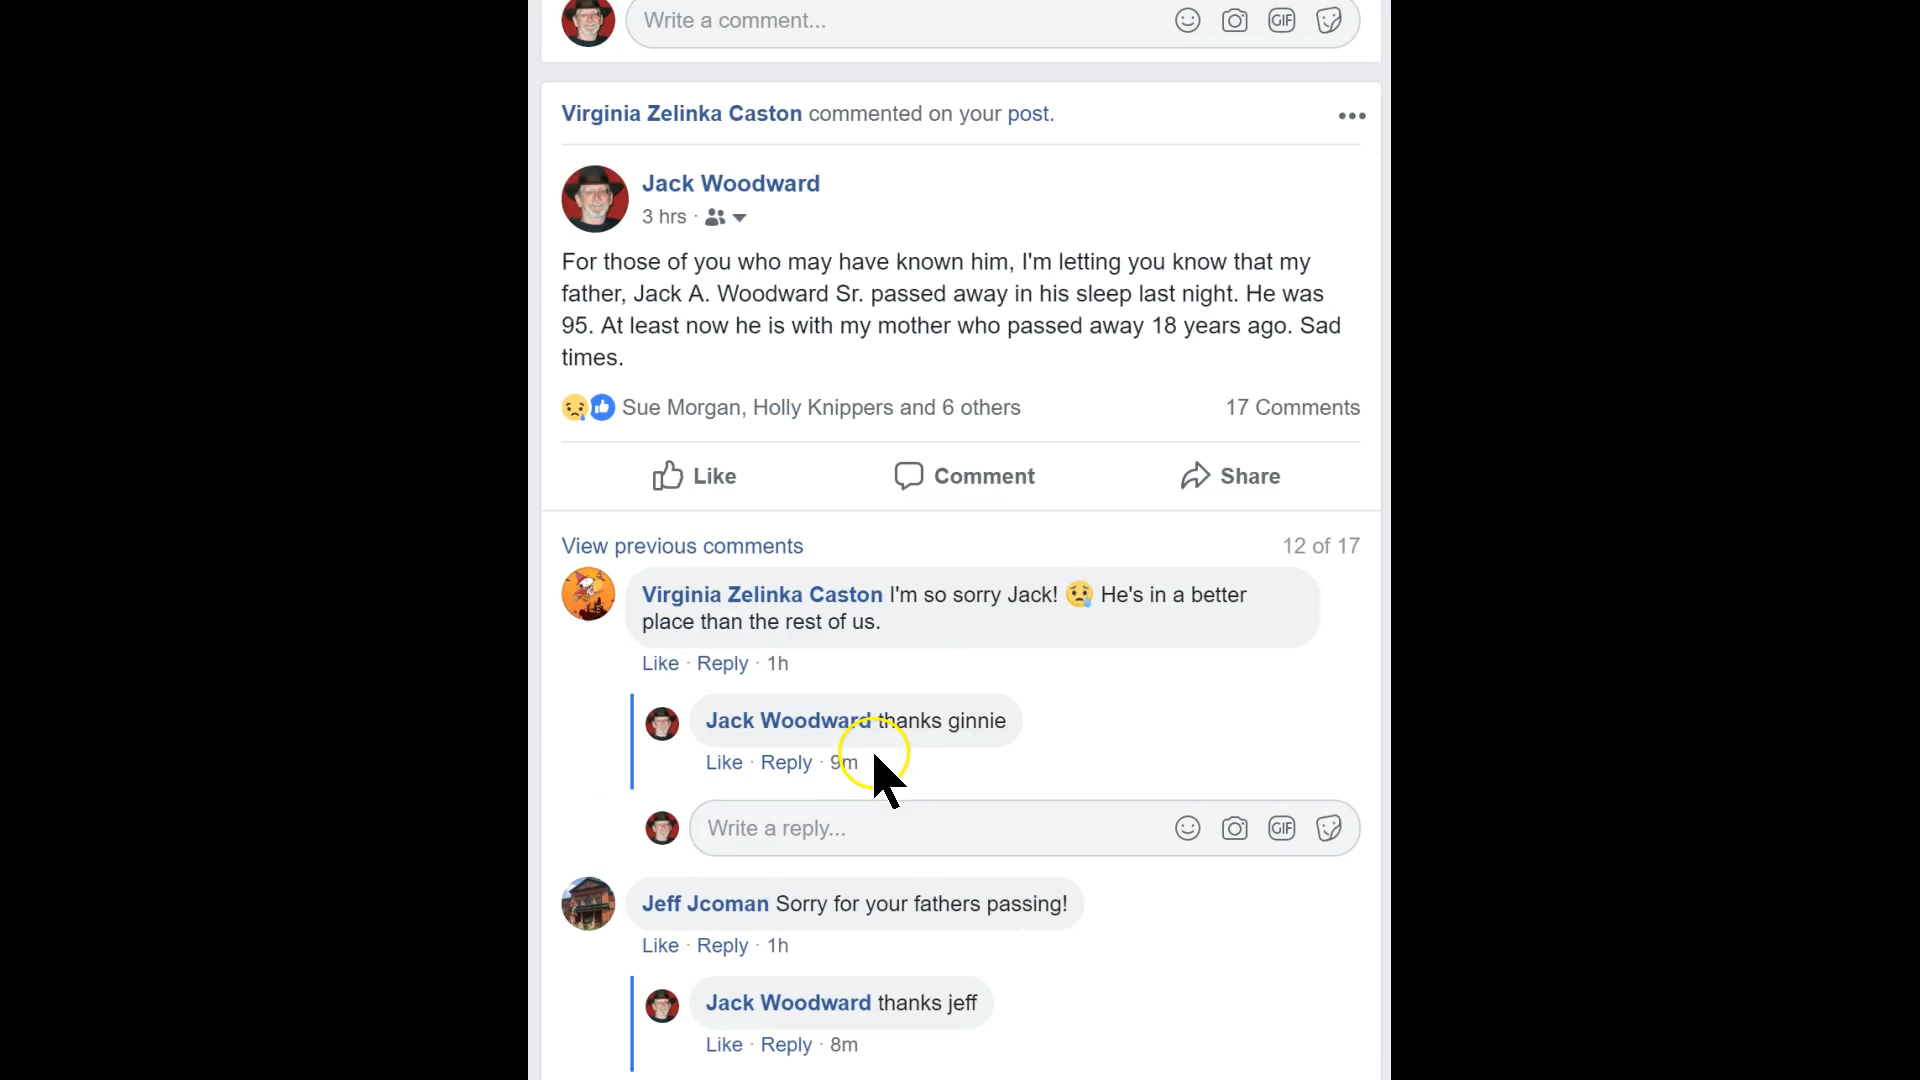 Write a comment...
GIF
Virginia Zelinka Caston commented on your post.
Jack Woodward
3 hrs ·
For those of you who may have known him, I'm letting you know that my
father, Jack A. Woodward Sr. passed away in his sleep last night. He was
95. At least now he is with my mother who passed away 18 years ago. Sad
times.
Sue Morgan, Holly Knippers and 6 others 17 Comments
Like Comment Share
View previous comments 12 of 17
Virginia Zelinka Caston I'm so sorry Jack! 😢 He's in a better
place than the rest of us.
Like · Reply · 1h
Jack Woodward thanks ginnie
Like · Reply · 9m
Write a reply...
GIF
Jeff Jcoman Sorry for your fathers passing!
Like · Reply · 1h
Jack Woodward thanks jeff
Like · Reply · 8m